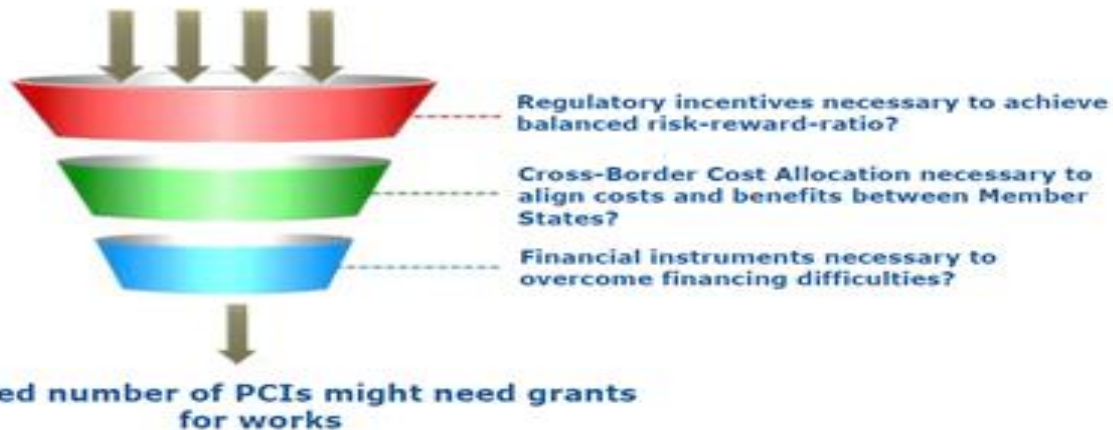 Regulatory incentives necessary to achieve
balanced risk-reward-ratio?
Cross-Border Cost Allocation necessary to
align costs and benefits between Member
States?
Financial instruments necessary to
overcome financing difficulties?
number of PCIs might need grants
for works